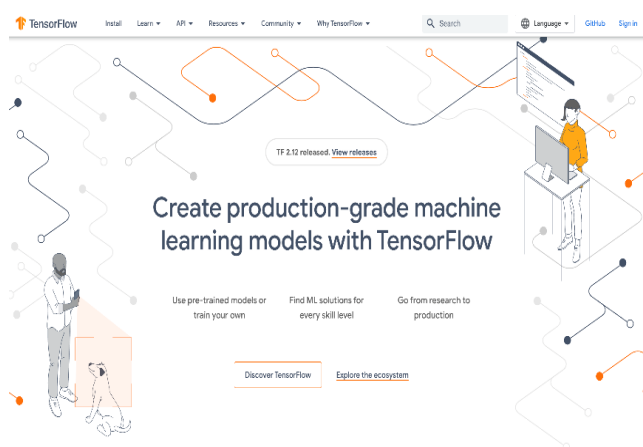 TensorFlow Install Learn API Resources Community Why TensorFlow Search Language GitHub Sign in
TF 2.12 released. View releases
Create production-grade machine
learning models with TensorFlow
Use pre-trained models or
train your own
Find ML solutions for
every skill level
Go from research to
production
Discover TensorFlow Explore the ecosystem